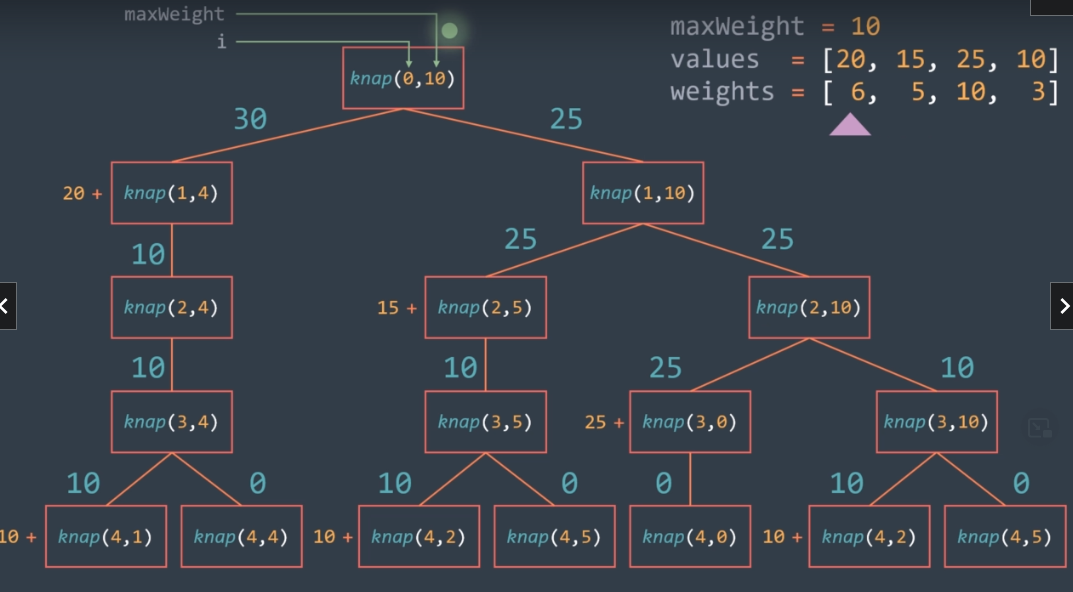 maxWeight
i
maxWeight = 10
values = [20, 15, 25, 10]
weights = [ 6, 5, 10, 3]
knap(0,10)
30 25
20 + knap(1,4) knap(1,10)
10 25 25
knap(2,4) 15 + knap(2,5) knap(2,10)
10 10 25 10
knap(3,4) knap(3,5) 25 + knap(3,0) knap(3,10)
10 0 10 0 0 10 0
10 + knap(4,1) knap(4,4) 10 + knap(4,2) knap(4,5) knap(4,0) 10 + knap(4,2) knap(4,5)